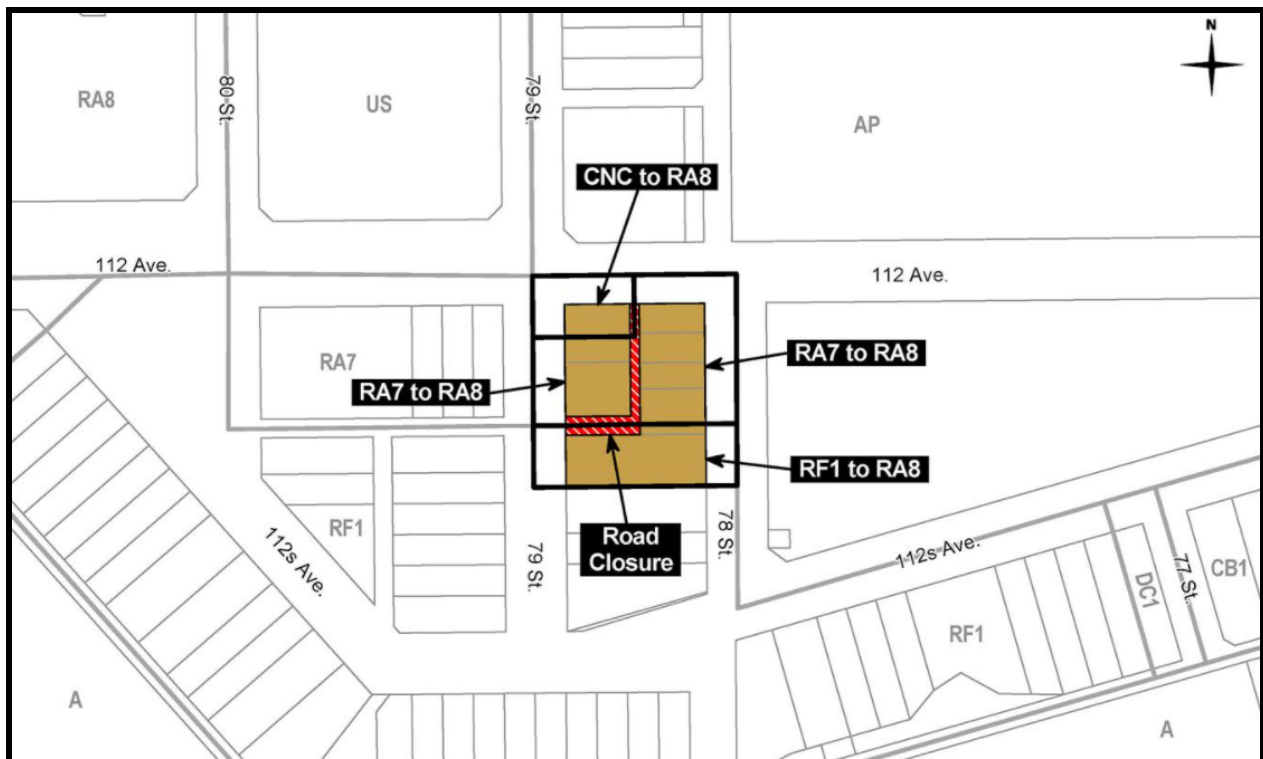 N
RA8
80 St.
US
79 St.
AP
CNC to RA8
112 Ave.
112 Ave.
RA7
RA7 to RA8
RA7 to RA8
RF1 to RA8
RF1
112s Ave.
79 St.
Road
Closure
78 St.
112s Ave.
DC1
77 St.
CB1
RF1
A
A